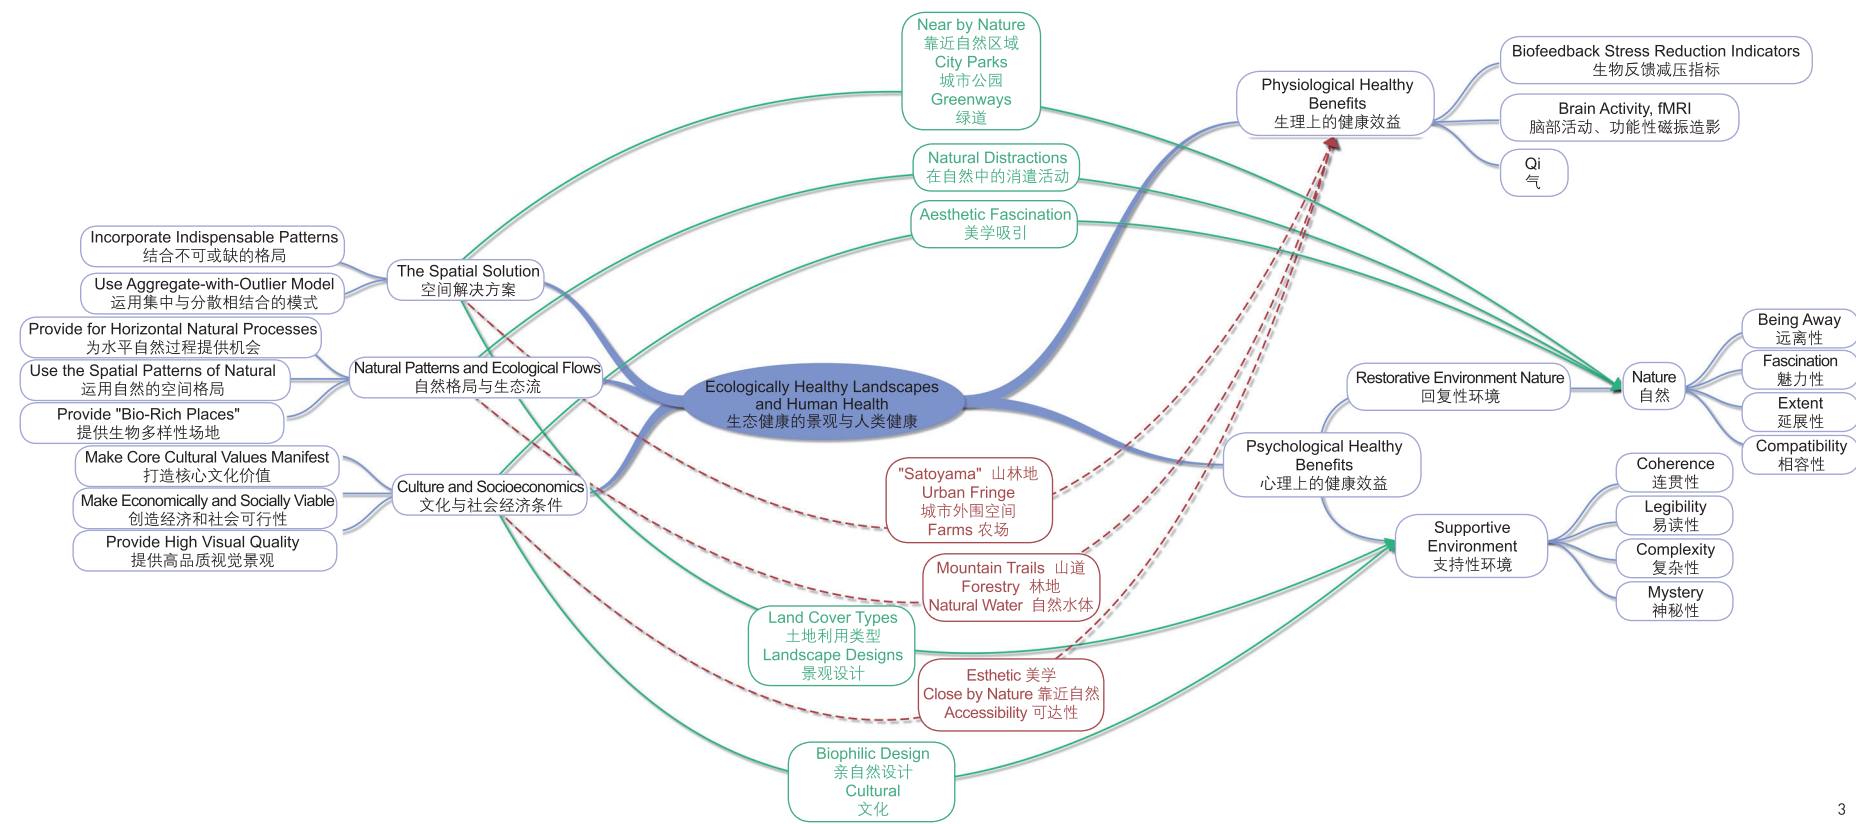 Near by Nature
靠近自然区域
City Parks
城市公园
Greenways
绿道
Natural Distractions
在自然中的消遣活动
Aesthetic Fascination
美学吸引
Incorporate Indispensable Patterns
结合不可或缺的格局
Use Aggregate-with-Outlier Model
运用集中与分散相结合的模式
The Spatial Solution
空间解决方案
Provide for Horizontal Natural Processes
为水平自然过程提供机会
Use the Spatial Patterns of Natural
运用自然的空间格局
Provide "Bio-Rich Places"
提供生物多样性场地
Natural Patterns and Ecological Flows
自然格局与生态流
Make Core Cultural Values Manifest
打造核心文化价值
Make Economically and Socially Viable
创造经济和社会可行性
Provide High Visual Quality
提供高品质视觉景观
Culture and Socioeconomics
文化与社会经济条件
Ecologically Healthy Landscapes
and Human Health
生态健康的景观与人类健康
"Satoyama" 山林地
Urban Fringe
城市外围空间
Farms 农场
Mountain Trails 山道
Forestry 林地
Natural Water 自然水体
Land Cover Types
土地利用类型
Landscape Designs
景观设计
Esthetic 美学
Close by Nature 靠近自然
Accessibility 可达性
Biophilic Design
亲自然设计
Cultural
文化
Physiological Healthy
Benefits
生理上的健康效益
Biofeedback Stress Reduction Indicators
生物反馈减压指标
Brain Activity, fMRI
脑部活动、功能性磁振造影
Qi
气
Psychological Healthy
Benefits
心理上的健康效益
Restorative Environment Nature
回复性环境
Nature
自然
Being Away
远离性
Fascination
魅力性
Extent
延展性
Compatibility
相容性
Supportive
Environment
支持性环境
Coherence
连贯性
Legibility
易读性
Complexity
复杂性
Mystery
神秘性
3